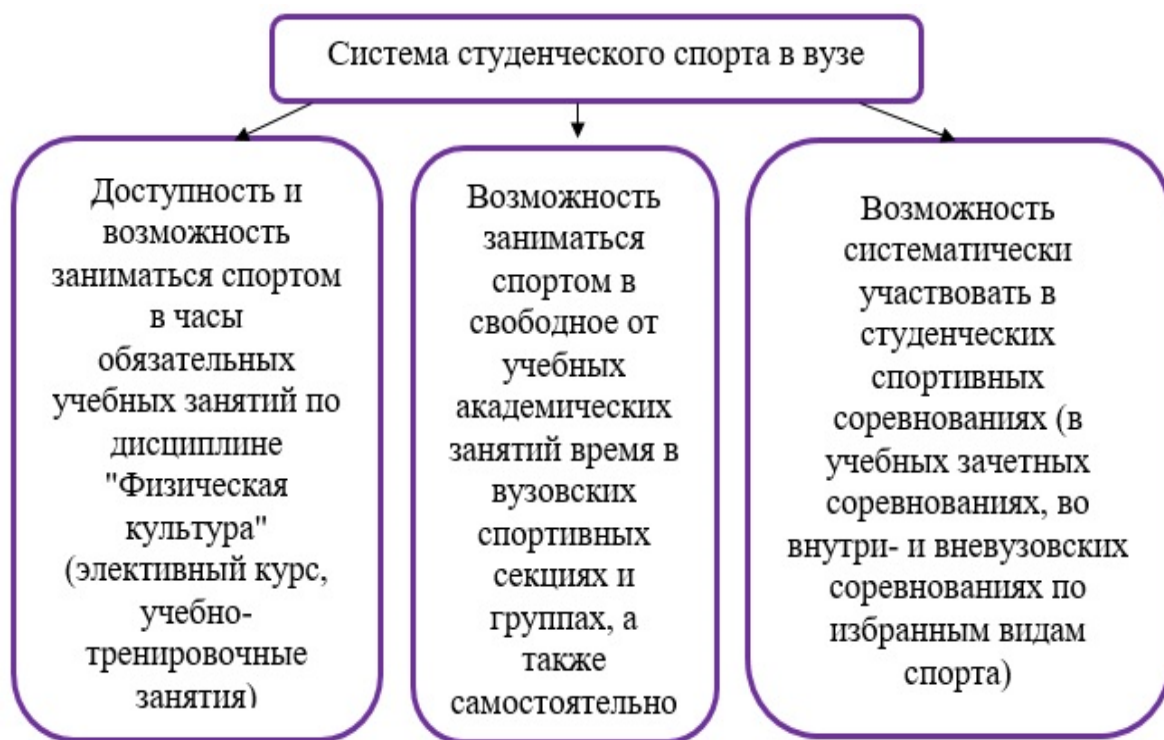 Система студенческого спорта в вузе
Доступность и
возможность
заниматься спортом
в часы
обязательных
учебных занятий по
дисциплине
"Физическая
культура"
(элективный курс,
учебно-
тренировочные
занятия)
Возможность
заниматься
спортом в
свободное от
учебных
академических
занятий время в
вузовских
спортивных
секциях и
группах, а
также
самостоятельно
Возможность
систематически
участвовать в
студенческих
спортивных
соревнованиях (в
учебных зачетных
соревнованиях, во
внутри- и вневузовских
соревнованиях по
избранным видам
спорта)